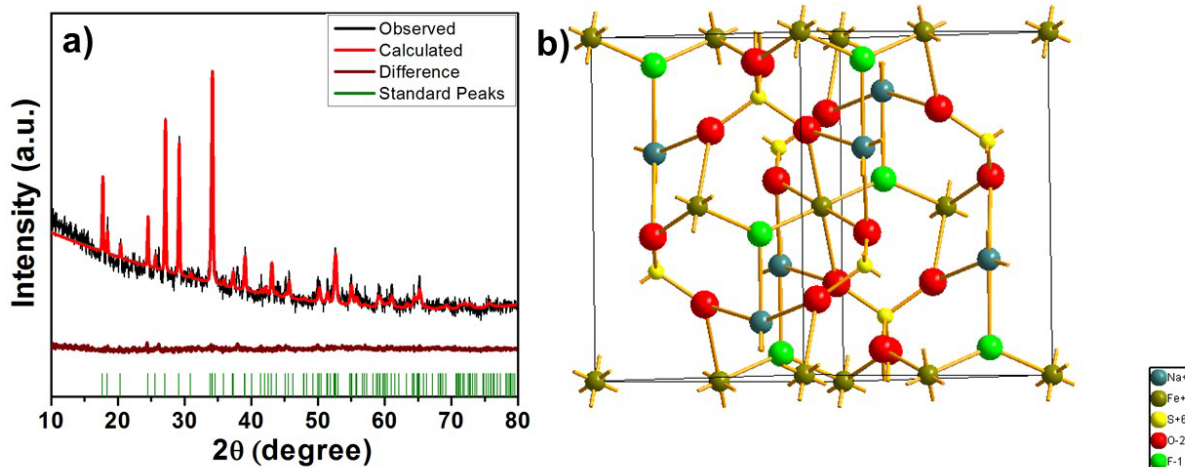 a)
Observed
Calculated
Difference
Standard Peaks
Intensity (a.u.)
10 20 30 40 50 60 70 80
2θ (degree)
b)
Na+
Fe+
S+6
O-2
F-1